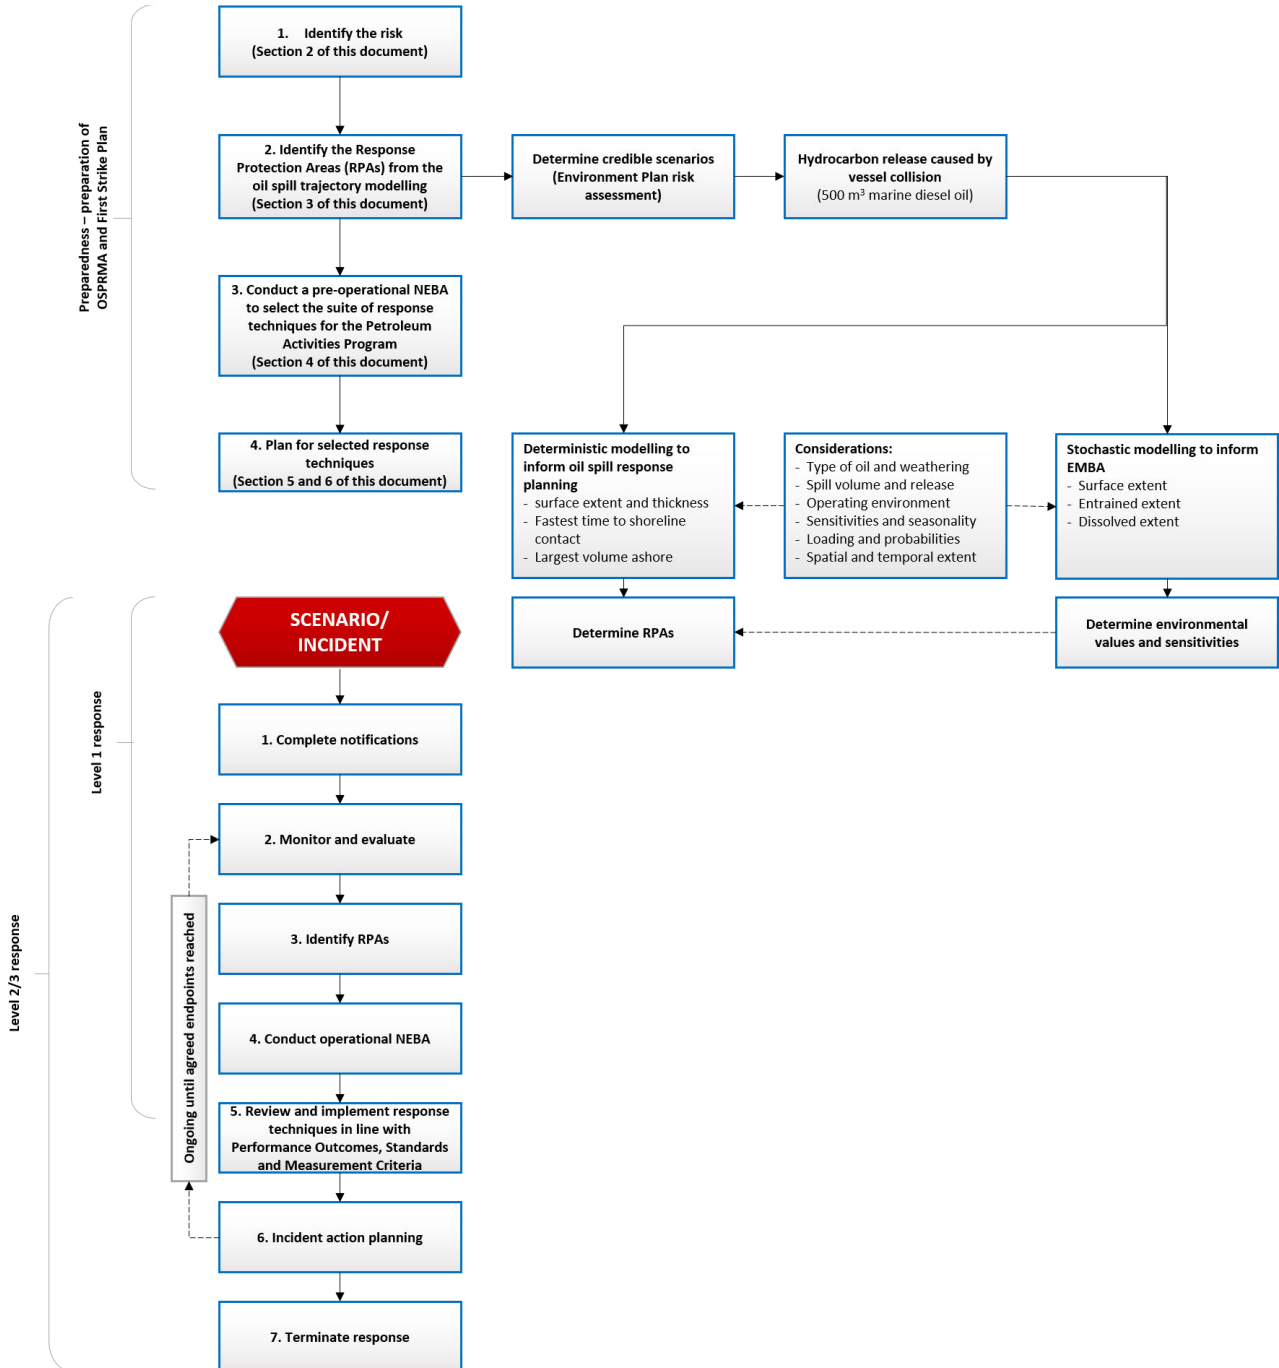 1. Identify the risk
(Section 2 of this document)
Preparedness – preparation of
OSPRMA and First Strike Plan
2. Identify the Response
Protection Areas (RPAs) from the
oil spill trajectory modelling
(Section 3 of this document)
Determine credible scenarios
(Environment Plan risk
assessment)
Hydrocarbon release caused by
vessel collision
(500 m³ marine diesel oil)
3. Conduct a pre-operational NEBA
to select the suite of response
techniques for the Petroleum
Activities Program
(Section 4 of this document)
4. Plan for selected response
techniques
(Section 5 and 6 of this document)
Deterministic modelling to
inform oil spill response
planning
- surface extent and thickness
- Fastest time to shoreline
contact
- Largest volume ashore
Considerations:
- Type of oil and weathering
- Spill volume and release
- Operating environment
- Sensitivities and seasonality
- Loading and probabilities
- Spatial and temporal extent
Stochastic modelling to inform
EMBA
- Surface extent
- Entrained extent
- Dissolved extent
Determine RPAs
Determine environmental
values and sensitivities
SCENARIO/
INCIDENT
Level 1 response
Level 2/3 response
1. Complete notifications
2. Monitor and evaluate
3. Identify RPAs
4. Conduct operational NEBA
Ongoing until agreed endpoints reached
5. Review and implement response
techniques in line with
Performance Outcomes, Standards
and Measurement Criteria
6. Incident action planning
7. Terminate response